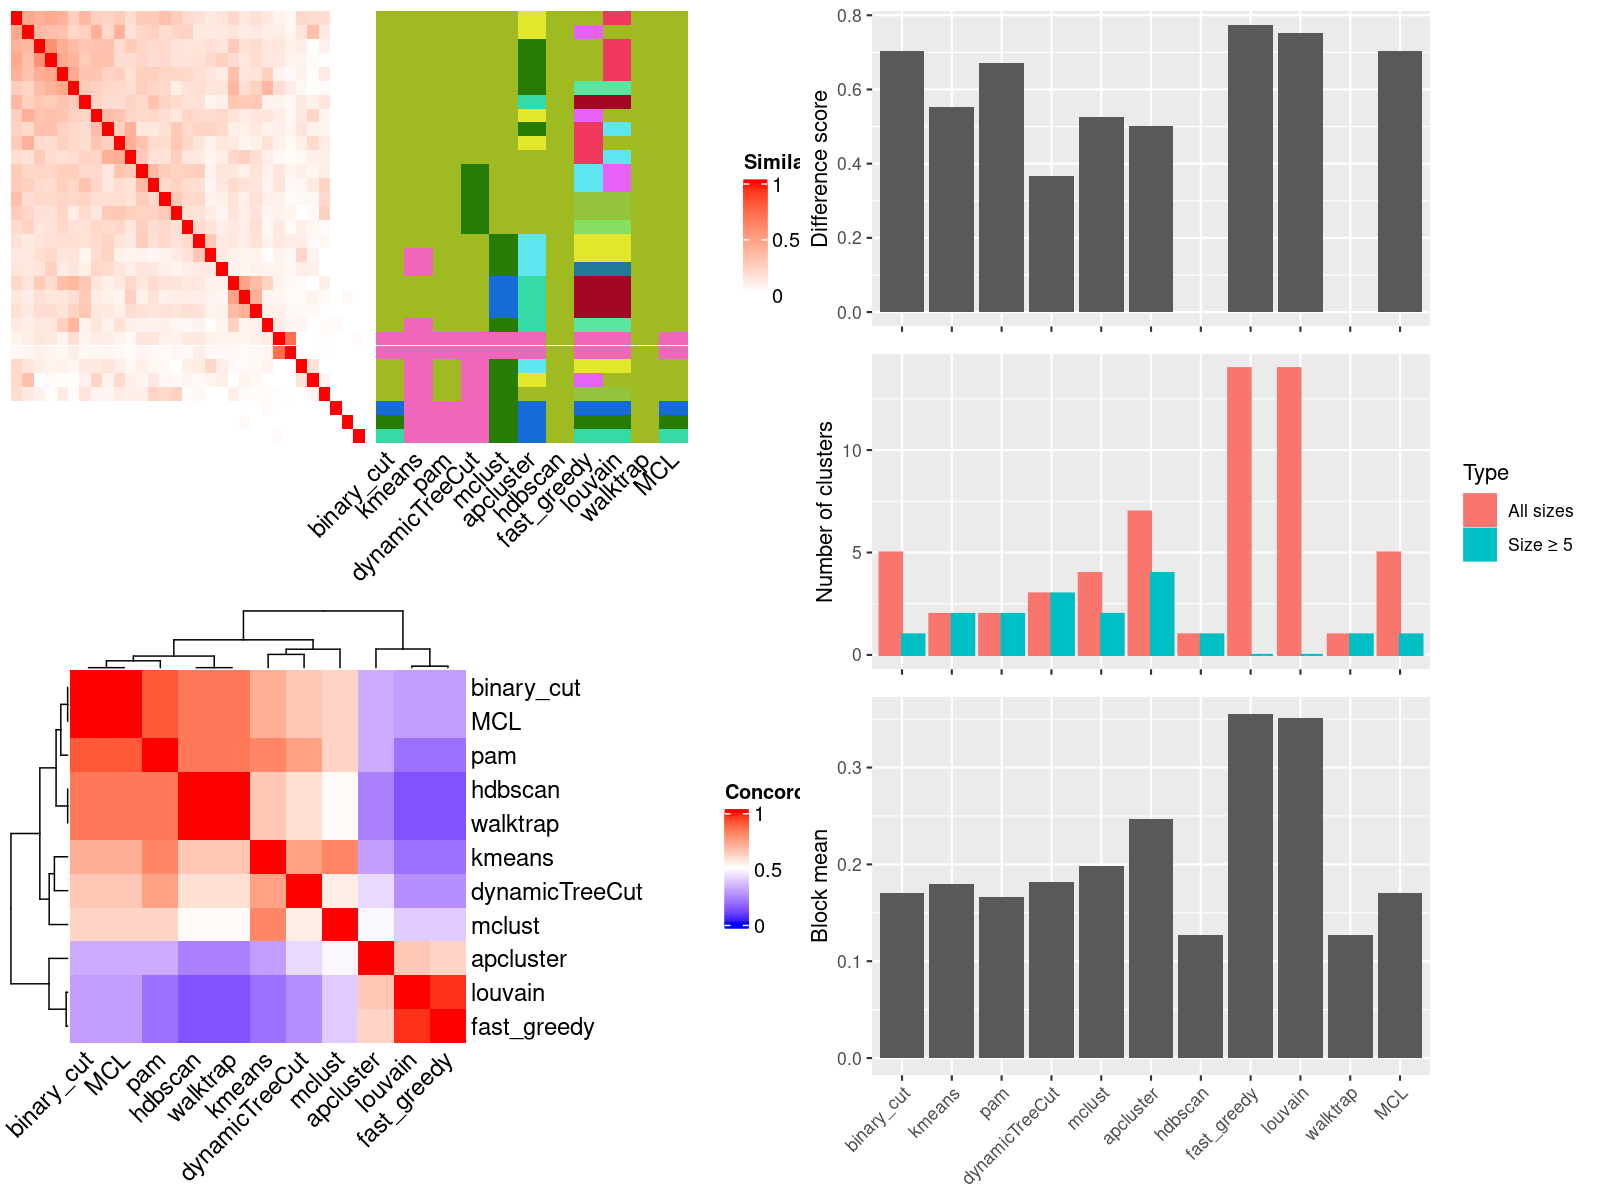 Simila
1
0.5
0
binary_cut
kmeans
pam
dynamicTreeCut
mclust
apcluster
hdbscan
fast_greedy
louvain
walktrap
MCL
binary_cut
MCL
pam
hdbscan
walktrap
kmeans
dynamicTreeCut
mclust
apcluster
louvain
fast_greedy
binary_cut
MCL
pam
hdbscan
walktrap
kmeans
dynamicTreeCut
mclust
apcluster
louvain
fast_greedy
Concord
1
0.5
0
Difference score
0.8
0.6
0.4
0.2
0.0
Number of clusters
10
5
0
Type
All sizes
Size ≥ 5
Block mean
0.3
0.2
0.1
0.0
binary_cut
kmeans
pam
dynamicTreeCut
mclust
apcluster
hdbscan
fast_greedy
louvain
walktrap
MCL